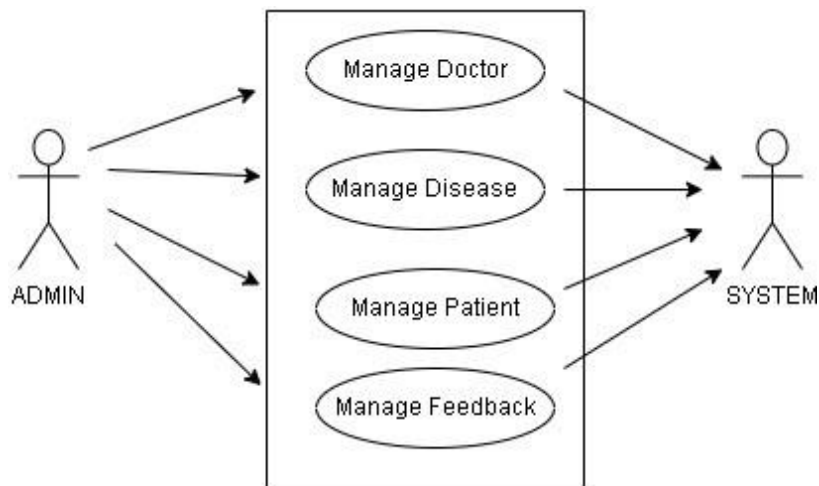 Manage Doctor
Manage Disease
ADMIN
SYSTEM
Manage Patient
Manage Feedback